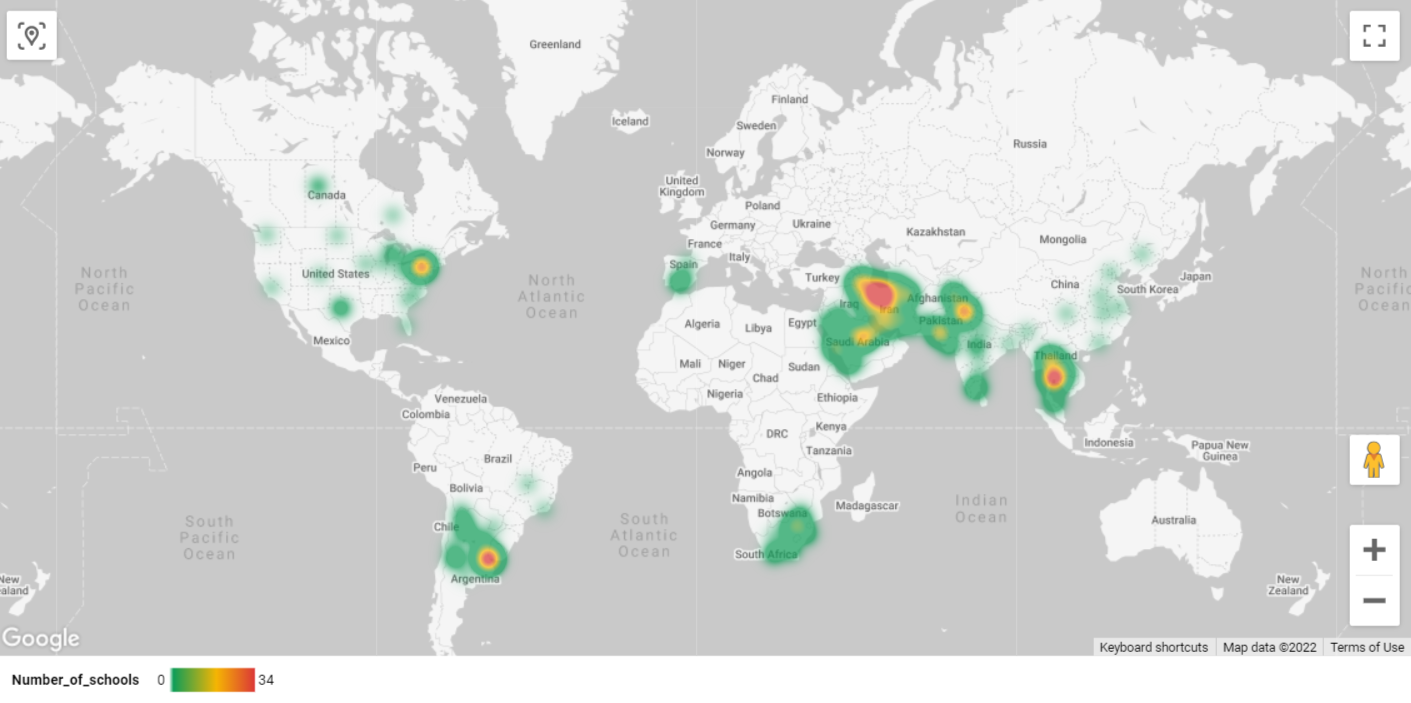 Greenland
Iceland
Finland
Sweden
Norway
Russia
Canada
United
Kingdom
Poland
Germany
Ukraine
France
Kazakhstan
Mongolia
Spain
Italy
Turkey
United States
China
Japan
South Korea
North
Pacific
Ocean
North
Atlantic
Ocean
North
Pacific
Ocean
Iraq
Iran
Afghanistan
Pakistan
Algeria
Libya
Egypt
Mexico
Saudi Arabia
India
Thailand
Mali
Niger
Chad
Sudan
Nigeria
Ethiopia
Venezuela
Colombia
DRC
Kenya
Tanzania
Indonesia
Papua New
Guinea
Peru
Brazil
Bolivia
Angola
Namibia
Botswana
Madagascar
Indian
Ocean
South
Pacific
Ocean
South
Atlantic
Ocean
Chile
Argentina
South Africa
Australia
New
Zealand
New
ealand
Google
Keyboard shortcuts
Map data ©2022
Terms of Use
Number_of_schools 0 34